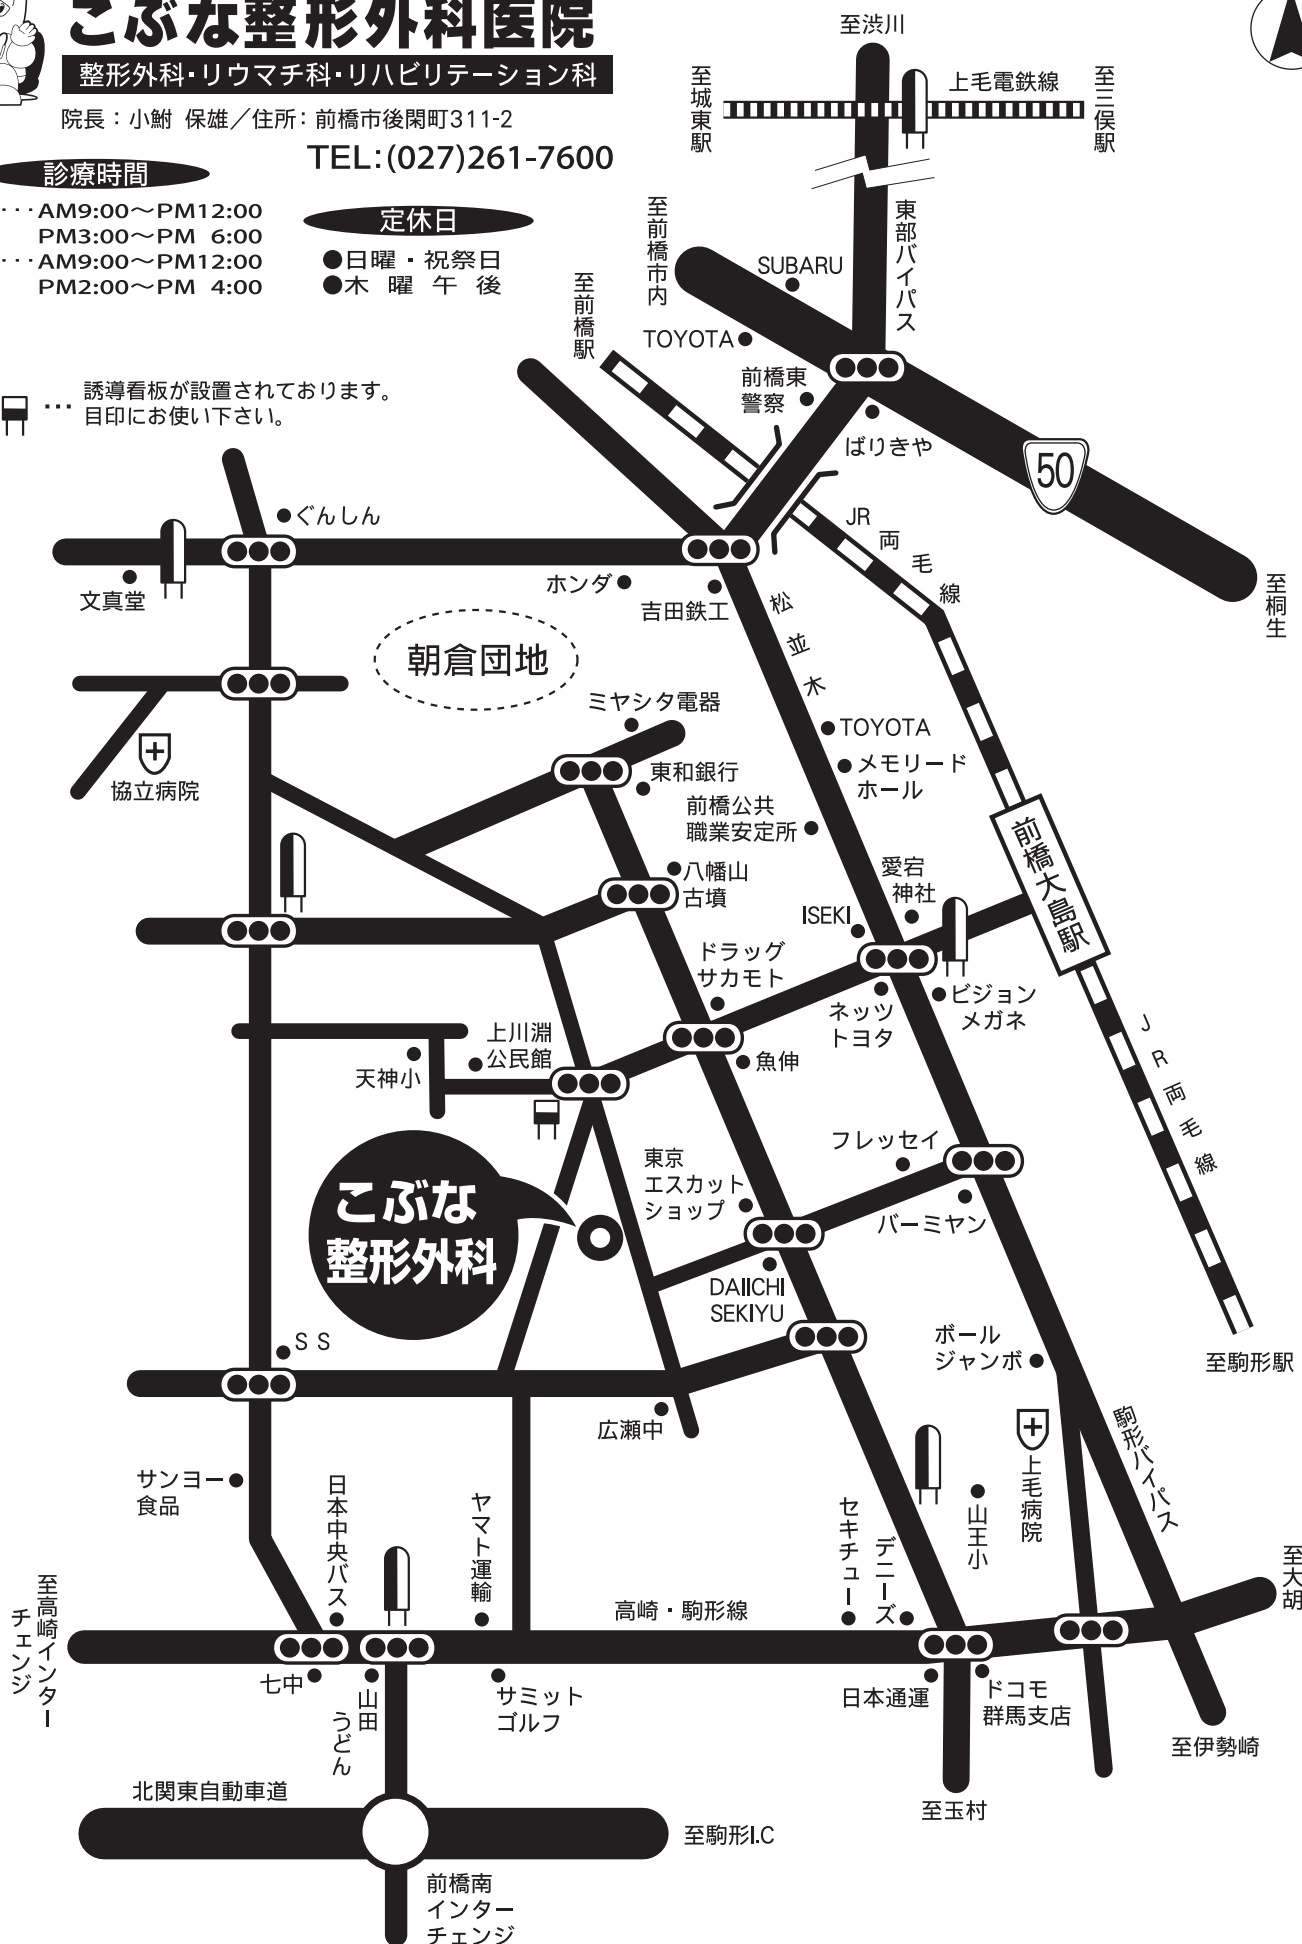 こぶな整形外科医院
整形外科・リウマチ科・リハビリテーション科
院長：小鮒 保雄／住所：前橋市後閑町311-2
TEL:(027)261-7600
診療時間
･･･AM9:00～PM12:00
PM3:00～PM 6:00
･･･AM9:00～PM12:00
PM2:00～PM 4:00
定休日
●日曜・祝祭日
●木曜午後
… 誘導看板が設置されております。
目印にお使い下さい。
至渋川
上毛電鉄線
至城東駅
至三俣駅
東部バイパス
至前橋市内
SUBARU
至前橋駅
TOYOTA
前橋東
警察
ばりきや
50
JR両毛線
至桐生
ぐんしん
文真堂
ホンダ
吉田鉄工
松並木
朝倉団地
ミヤシタ電器
TOYOTA
メモリード
ホール
協立病院
東和銀行
前橋公共
職業安定所
前橋大島駅
八幡山
古墳
愛宕
神社
ISEKI
ドラッグ
サカモト
ネッツ
トヨタ
ビジョン
メガネ
上川淵
公民館
天神小
魚伸
JR両毛線
フレッセイ
東京
エスカット
ショップ
バーミヤン
こぶな
整形外科
DAIICHI
SEKIYU
ボール
ジャンボ
至駒形駅
SS
広瀬中
駒形バイパス
上毛病院
サンヨー
食品
日本中央バス
ヤマト運輸
セキチュー
デニーズ
山王小
至大胡
至高崎インター
チェンジ
高崎・駒形線
七中
山田
うどん
サミット
ゴルフ
日本通運
ドコモ
群馬支店
至伊勢崎
北関東自動車道
至玉村
至駒形I.C
前橋南
インター
チェンジ